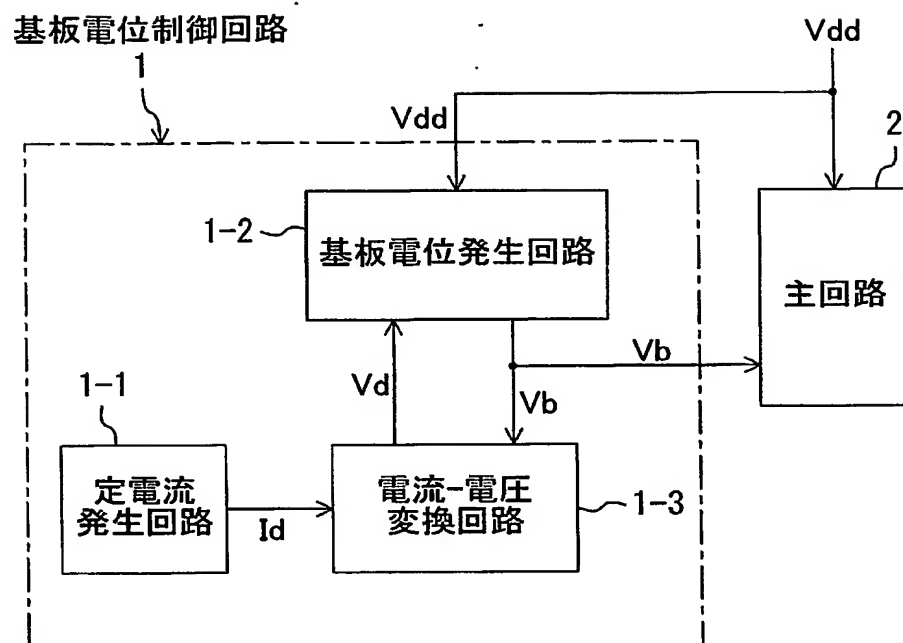 基板電位制御回路
1
Vdd
Vdd
2
1-2
基板電位発生回路
主回路
Vb
1-1
Vd
Vb
定電流
発生回路
Id
電流-電圧
変換回路
1-3